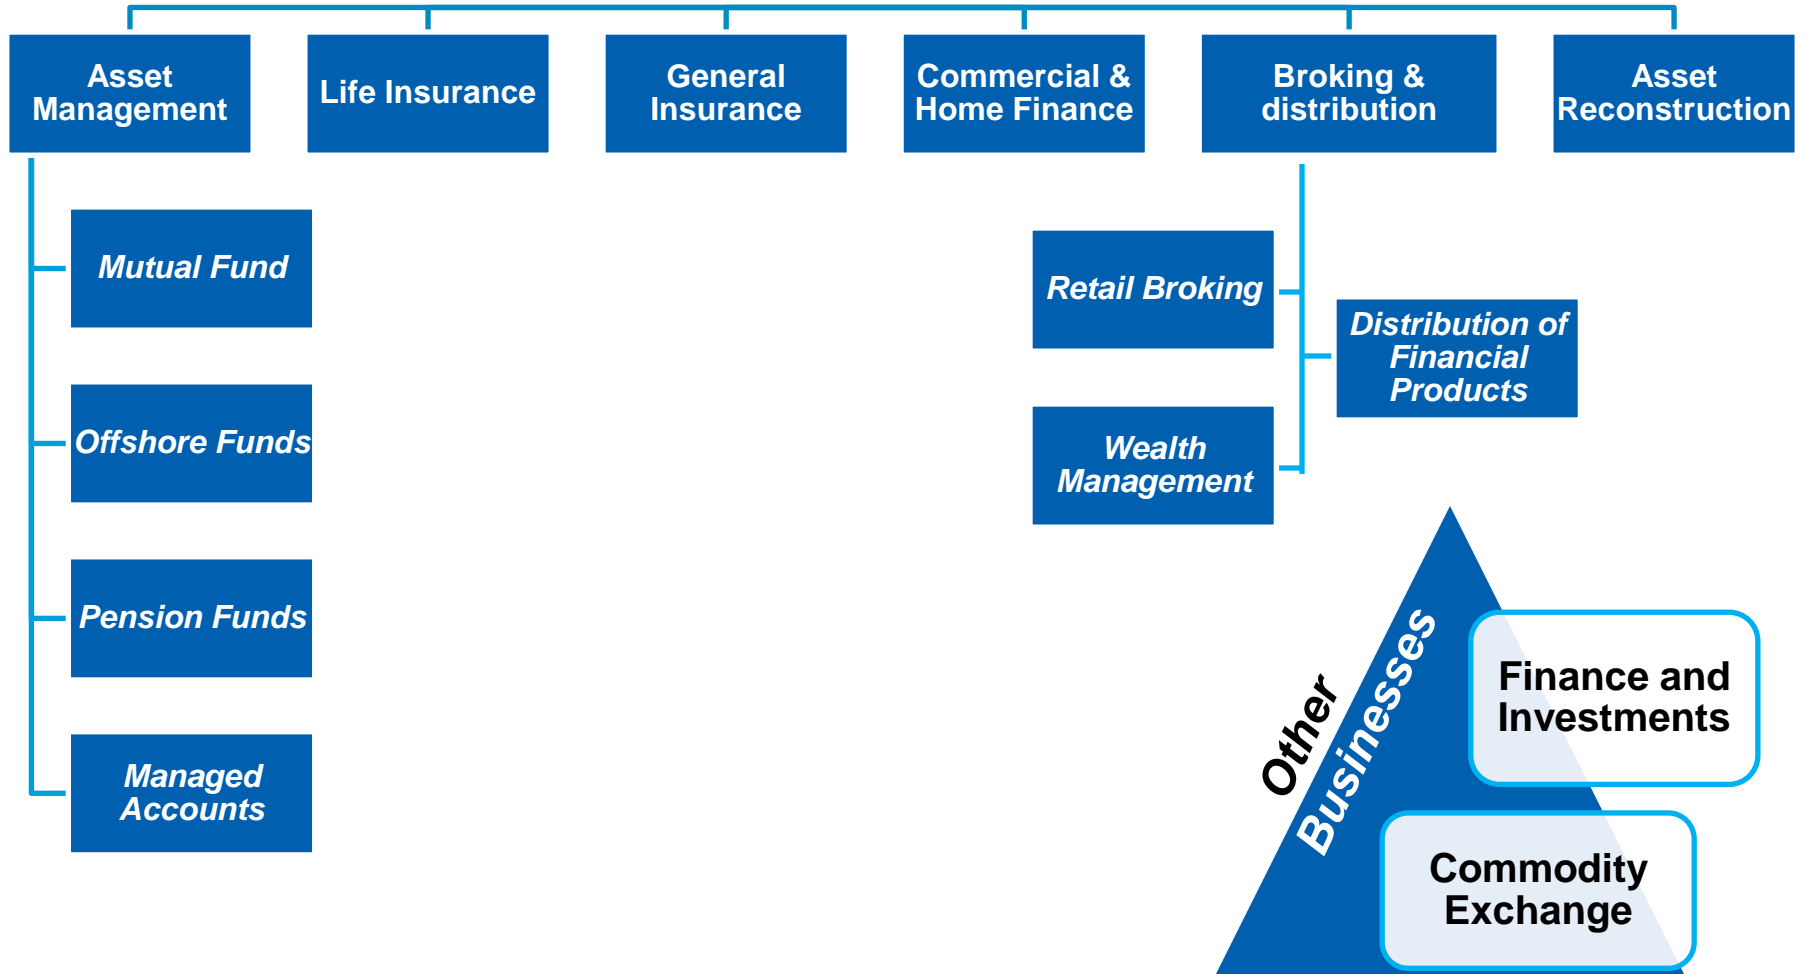 Asset
Management
Life Insurance
General
Insurance
Commercial &
Home Finance
Broking &
distribution
Asset
Reconstruction
Mutual Fund
Offshore Funds
Pension Funds
Managed
Accounts
Retail Broking
Distribution of
Financial
Products
Wealth
Management
Other
Businesses
Finance and
Investments
Commodity
Exchange